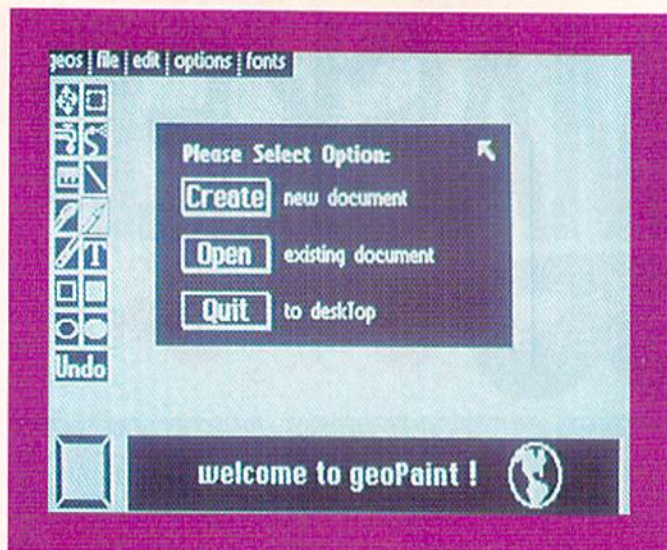 geos file edit options fonts
Please Select Option:
Create new document
Open existing document
Quit to deskTop
T
Undo
welcome to geoPaint !